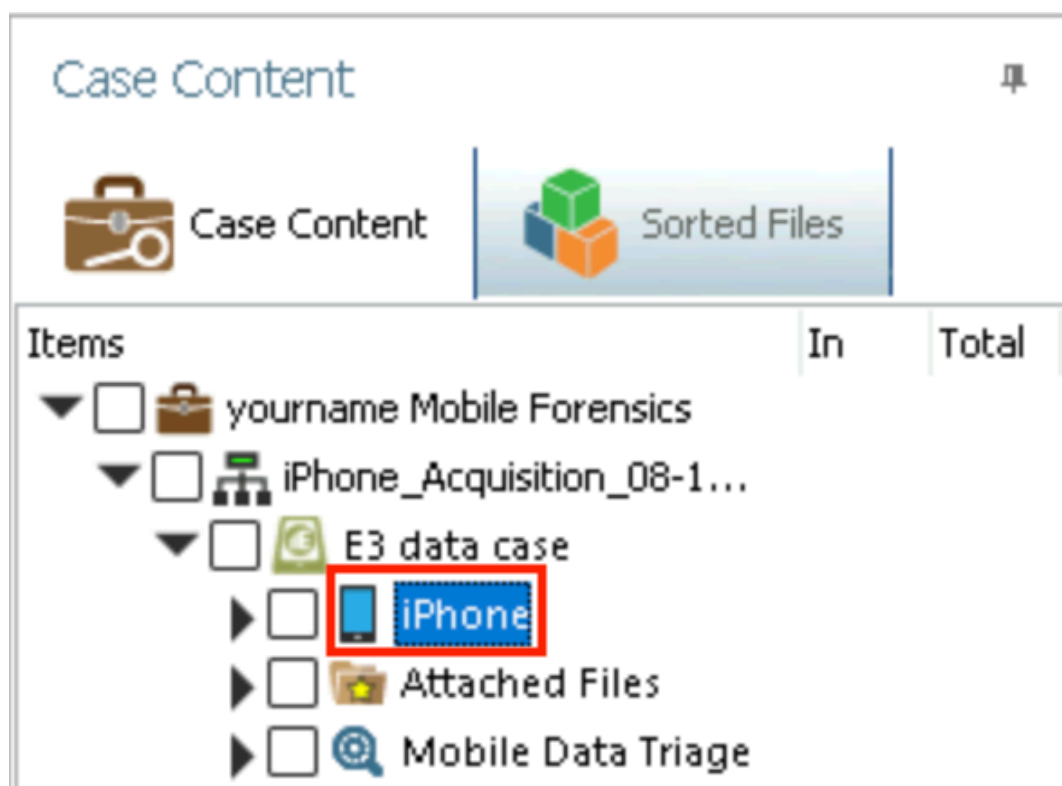 Case Content
Case Content Sorted Files
Items In Total
yourname Mobile Forensics
iPhone_Acquisition_08-1...
E3 data case
iPhone
Attached Files
Mobile Data Triage